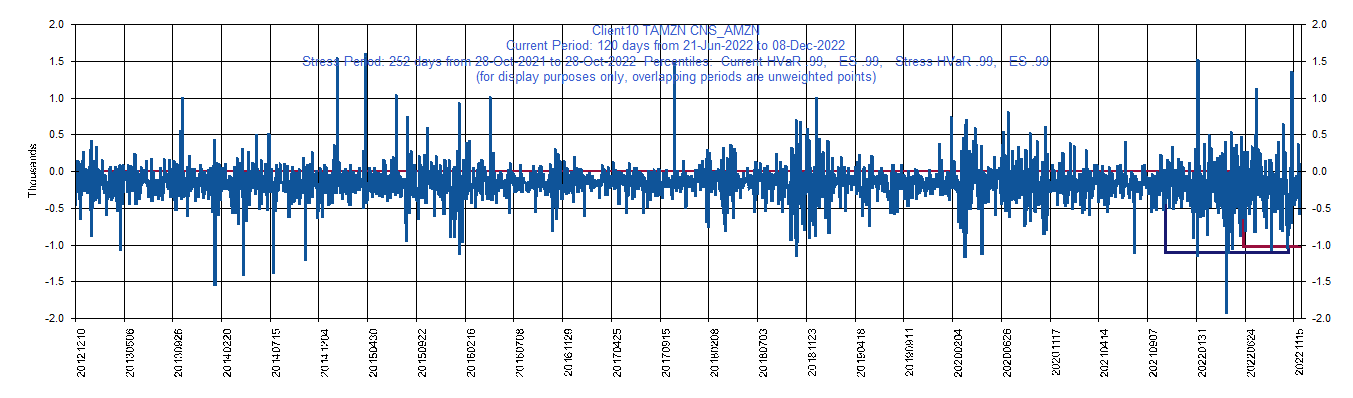 Client10 TAMZN CNS_AMZN
Current Period: 120 days from 21-Jun-2022 to 08-Dec-2022
Stress Period: 252 days from 28-Oct-2021 to 28-Oct-2022 Percentiles: Current HVaR .99, ES .99, Stress HVaR .99, ES .99
(for display purposes only, overlapping periods are unweighted points)
2.0 2.0
1.5 1.5
1.0 1.0
0.5 0.5
0.0 0.0
-0.5 -0.5
-1.0 -1.0
-1.5 -1.5
-2.0 -2.0
Thousands
20121210 20130506 20130926 20140220 20140715 20141204 20150430 20150922 20160216 20160708 20161129 20170425 20170915 20180208 20180703 20181123 20190418 20190911 20200204 20200626 20201117 20210414 20210907 20220131 20220624 20221115